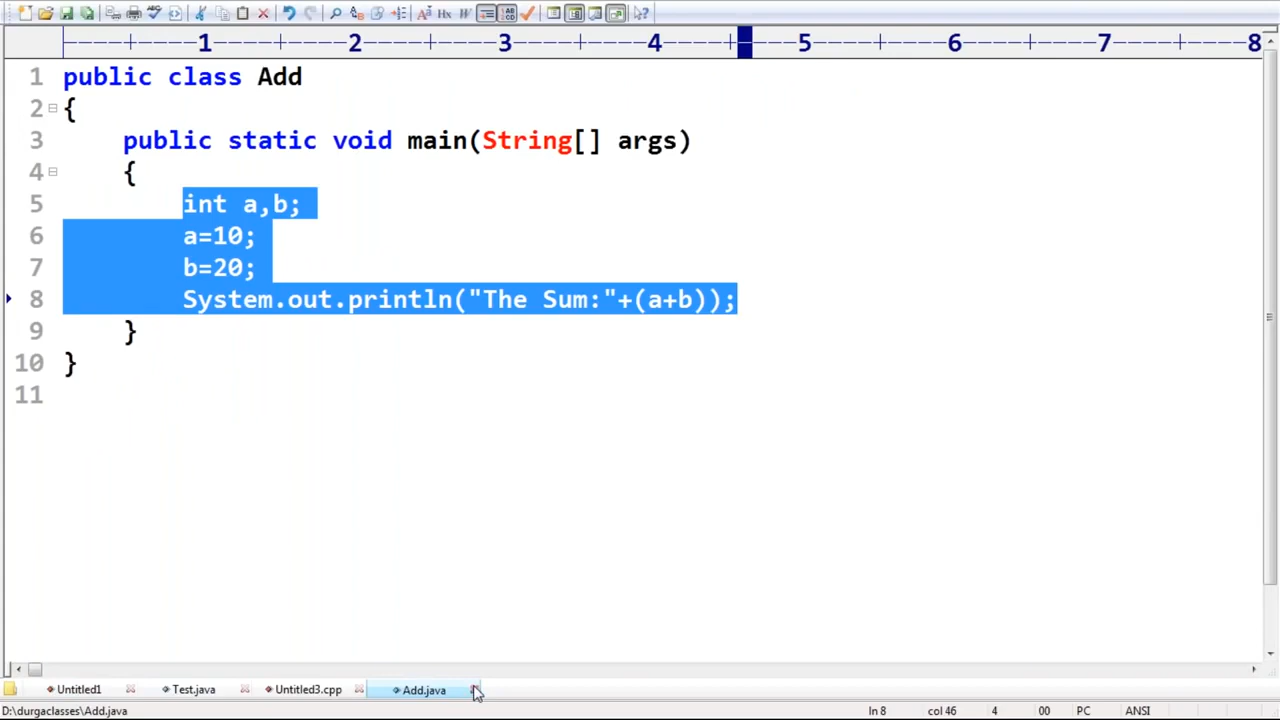 1 2 3 4 5 6 7 8
1 public class Add
2 {
3 public static void main(String[] args)
4 {
5 int a,b;
6 a=10;
7 b=20;
8 System.out.println("The Sum:"+(a+b));
9 }
10 }
11
Untitled1 Test.java Untitled3.cpp Add.java
D:\durgaclasses\Add.java ln 8 col 46 4 00 PC ANSI